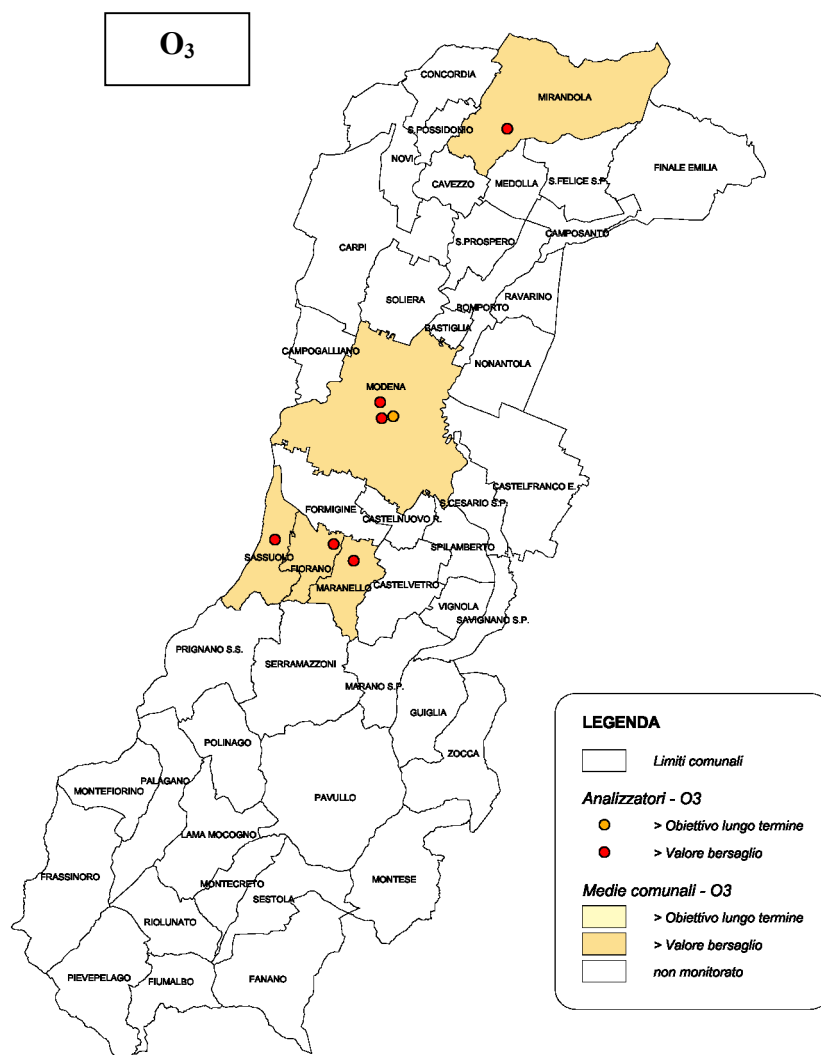 O₃
CONCORDIA
MIRANDOLA
S.POSSIDONIO
NOVI
FINALE EMILIA
CAVEZZO
MEDOLLA
S.FELICE S.P.
CAMPOSANTO
S.PROSPERO
CARPI
SOLIERA
RAVARINO
BOMPORTO
BASTIGLIA
CAMPOGALLIANO
NONANTOLA
MODENA
CASTELFRANCO E.
S.CESARIO S.P.
FORMIGINE
CASTELNUOVO R.
SPILAMBERTO
SASSUOLO
FIORANO
MARANELLO
CASTELVETRO
VIGNOLA
SAVIGNANO S.P.
PRIGNANO S.S.
SERRAMAZZONI
MARANO S.P.
GUIGLIA
ZOCCA
POLINAGO
PALAGANO
MONTEFIORINO
PAVULLO
LAMA MOCOGNO
FRASSINORO
MONTECRETO
MONTESE
SESTOLA
RIOLUNATO
PIEVEPELAGO
FIUMALBO
FANANO
LEGENDA
Limiti comunali
Analizzatori - O3
> Obiettivo lungo termine
> Valore bersaglio
Medie comunali - O3
> Obiettivo lungo termine
> Valore bersaglio
non monitorato